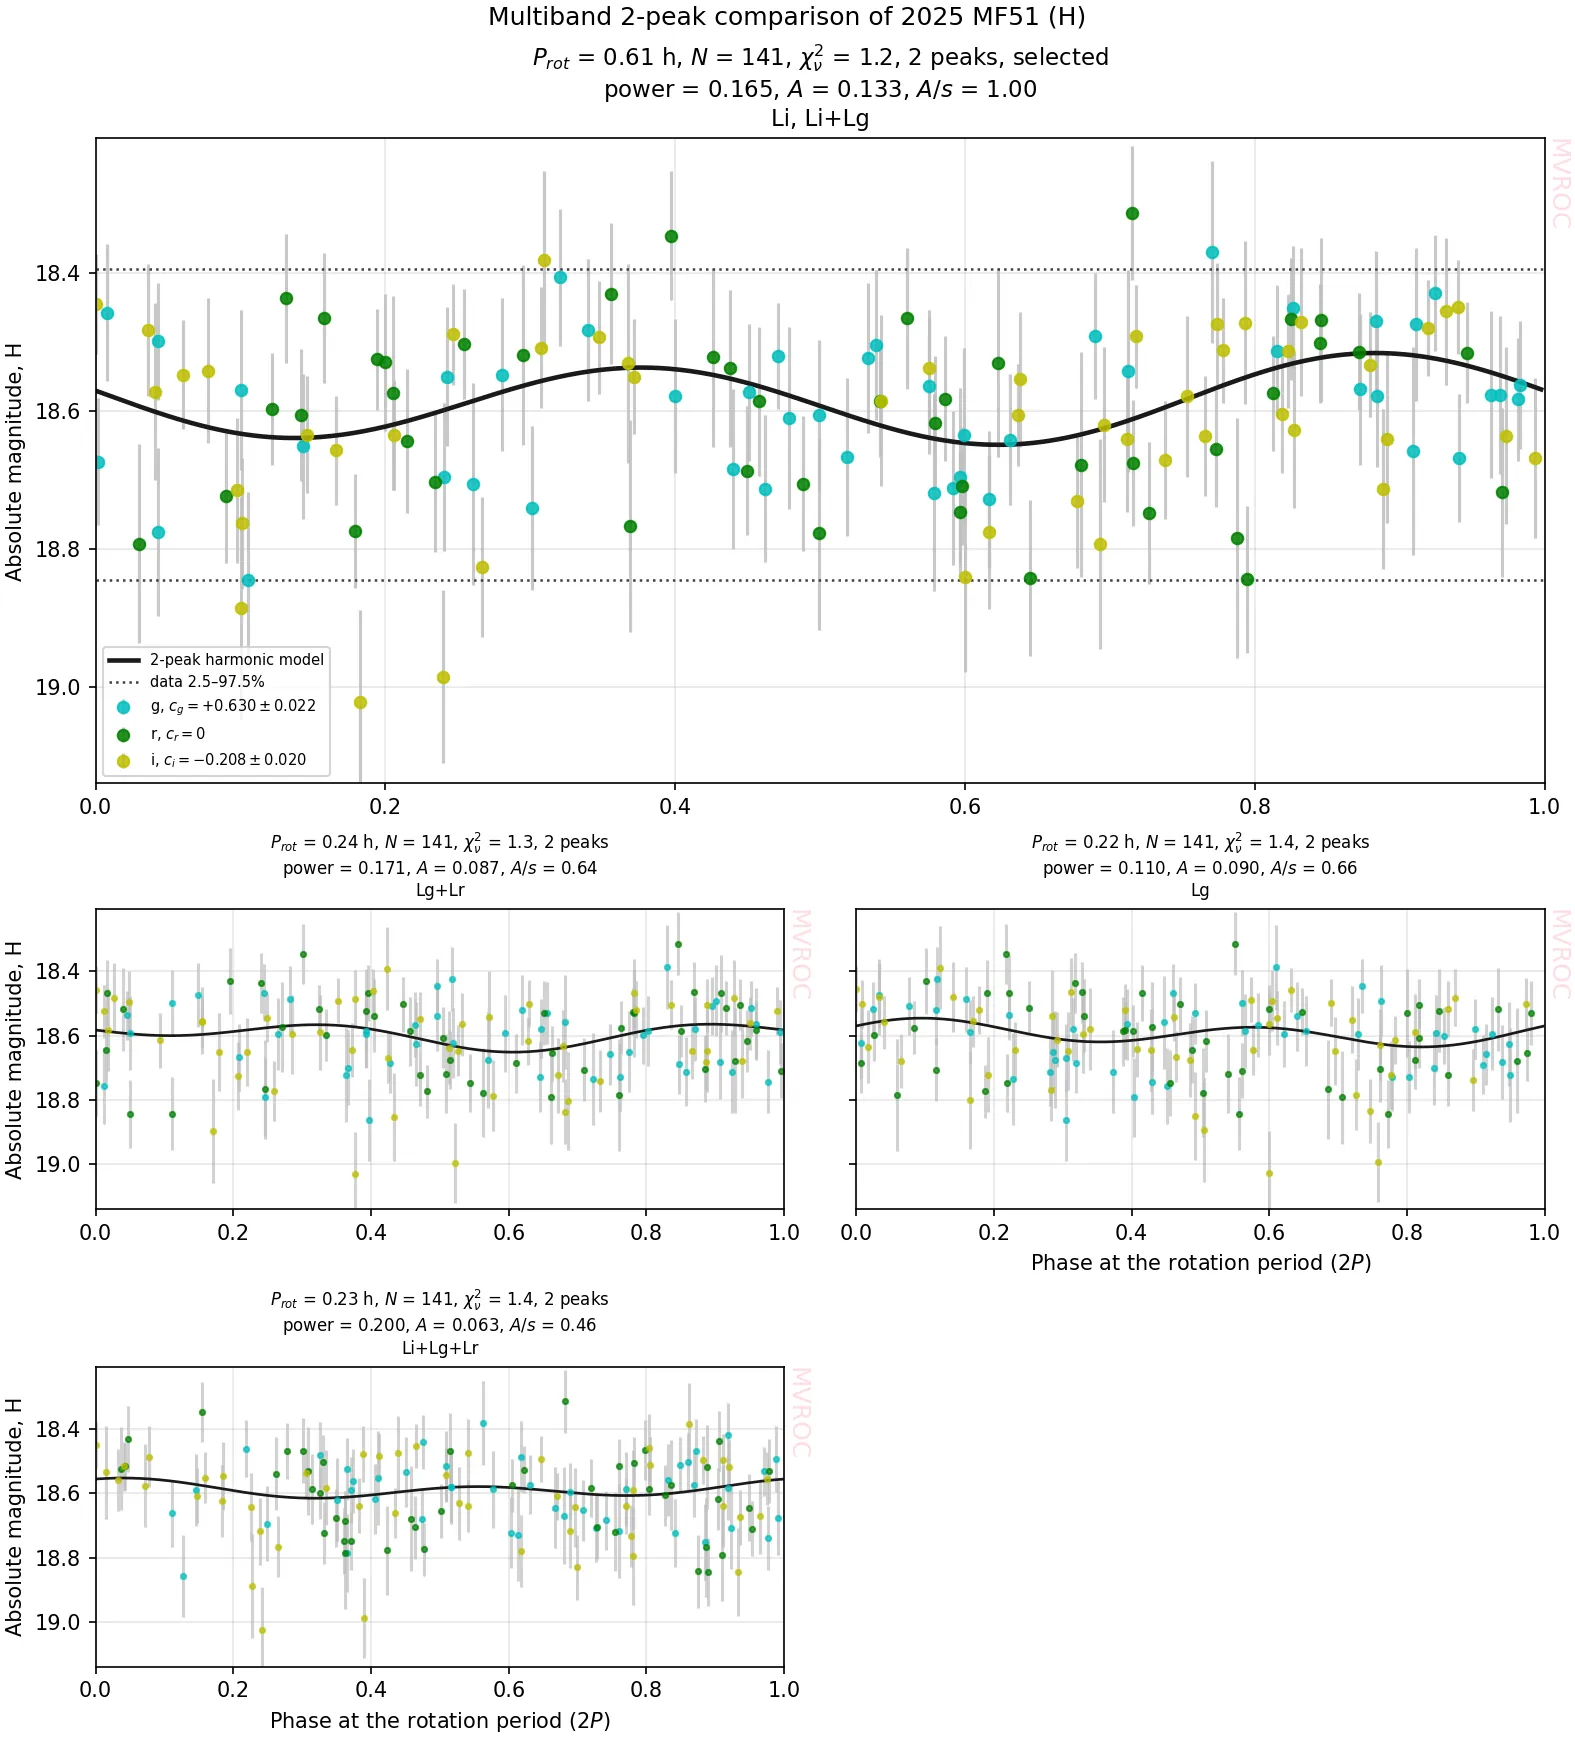 Multiband 2-peak comparison of 2025 MF51 (H)
P_rot = 0.61 h, N = 141, χ²_ν = 1.2, 2 peaks, selected
power = 0.165, A = 0.133, A/s = 1.00
Li, Li+Lg
MVROC
Absolute magnitude, H
18.4
18.6
18.8
19.0
2-peak harmonic model
data 2.5–97.5%
g, c_g = +0.630 ± 0.022
r, c_r = 0
i, c_i = −0.208 ± 0.020
0.0 0.2 0.4 0.6 0.8 1.0
P_rot = 0.24 h, N = 141, χ²_ν = 1.3, 2 peaks
power = 0.171, A = 0.087, A/s = 0.64
Lg+Lr
MVROC
Absolute magnitude, H
18.4
18.6
18.8
19.0
0.0 0.2 0.4 0.6 0.8 1.0
P_rot = 0.22 h, N = 141, χ²_ν = 1.4, 2 peaks
power = 0.110, A = 0.090, A/s = 0.66
Lg
MVROC
0.0 0.2 0.4 0.6 0.8 1.0
Phase at the rotation period (2P)
P_rot = 0.23 h, N = 141, χ²_ν = 1.4, 2 peaks
power = 0.200, A = 0.063, A/s = 0.46
Li+Lg+Lr
MVROC
Absolute magnitude, H
18.4
18.6
18.8
19.0
0.0 0.2 0.4 0.6 0.8 1.0
Phase at the rotation period (2P)